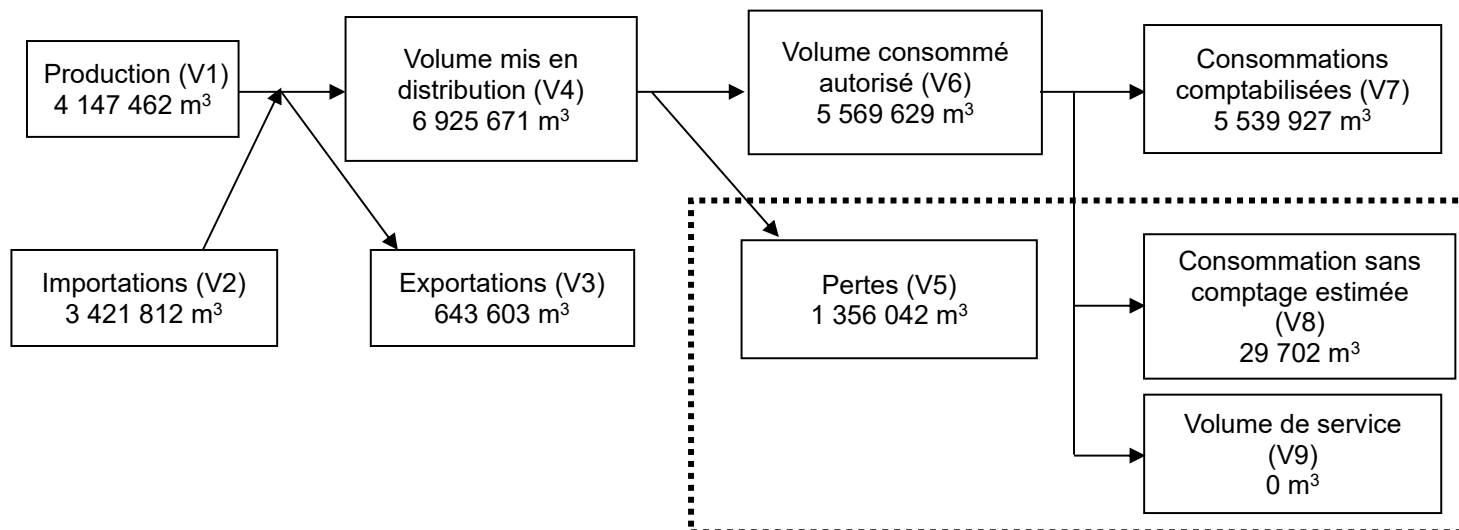 Production (V1)
4 147 462 m³
Volume mis en
distribution (V4)
6 925 671 m³
Volume consommé
autorisé (V6)
5 569 629 m³
Consommations
comptabilisées (V7)
5 539 927 m³
Importations (V2)
3 421 812 m³
Exportations (V3)
643 603 m³
Pertes (V5)
1 356 042 m³
Consommation sans
comptage estimée
(V8)
29 702 m³
Volume de service
(V9)
0 m³